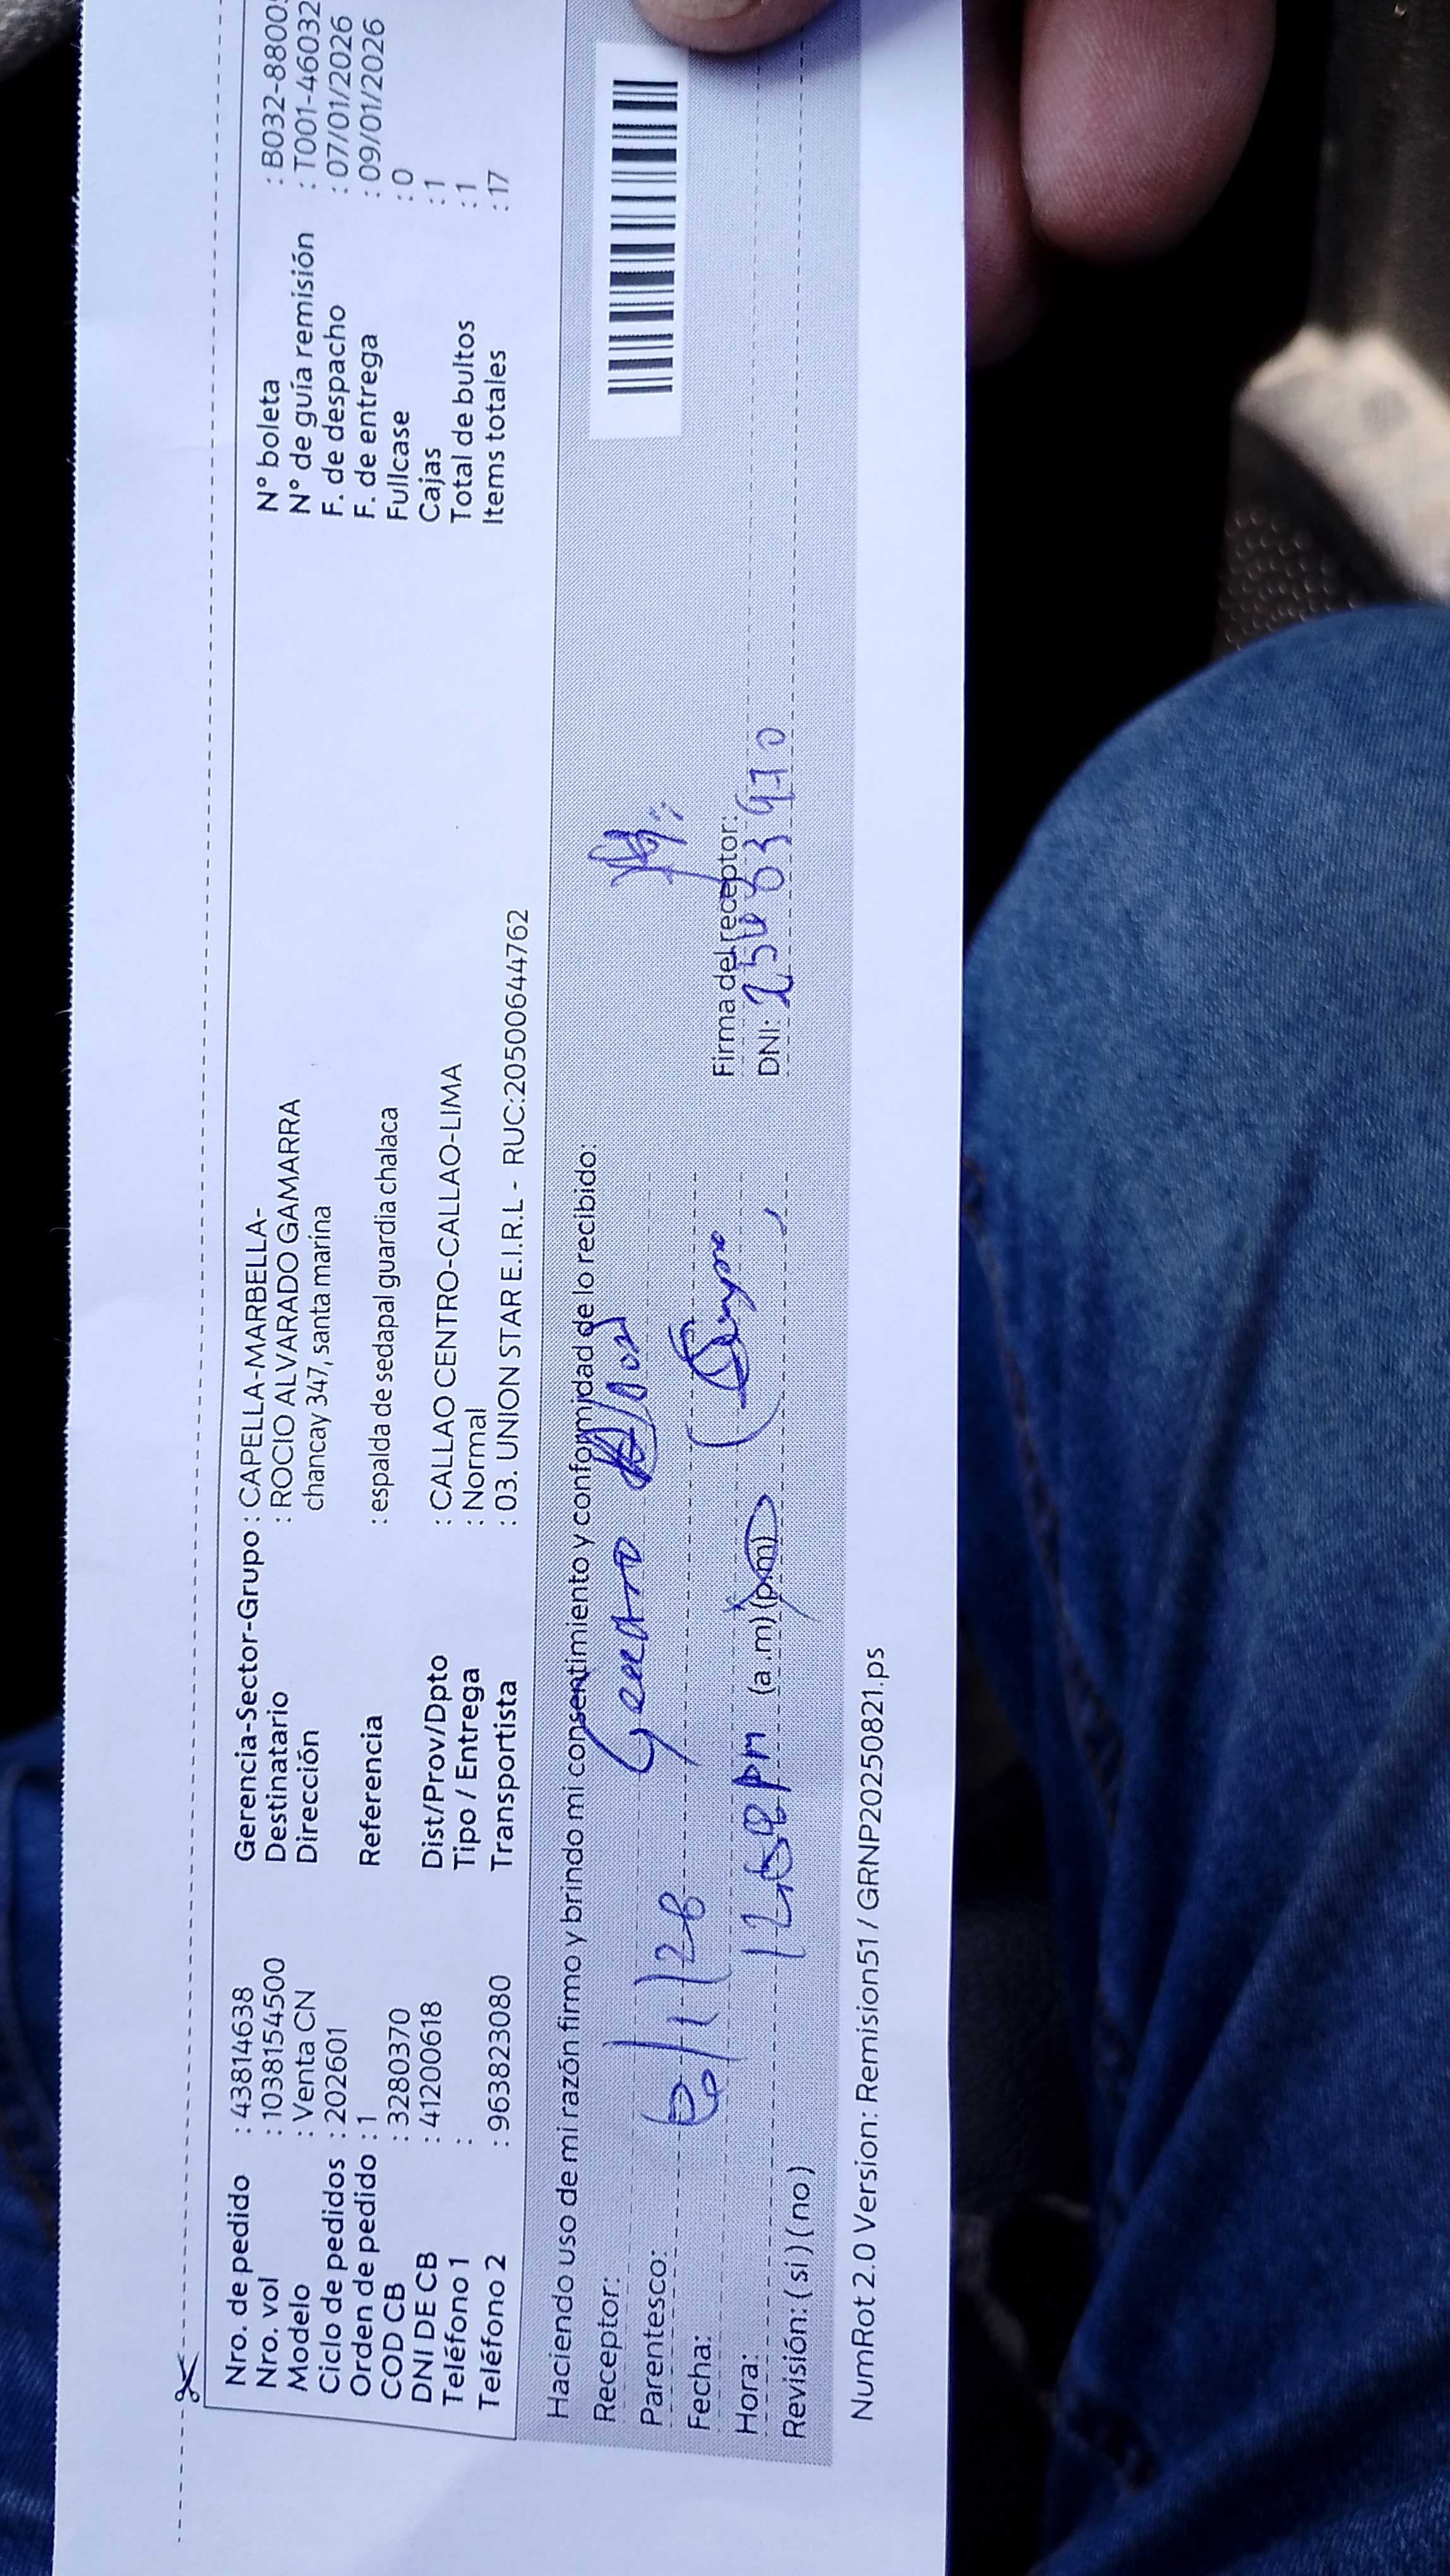 Nro. de pedido : 43814638
Nro. vol : 1038154500
Modelo : Venta CN
Ciclo de pedidos : 202601
Orden de pedido : 1
COD CB : 3280370
DNI DE CB : 41200618
Teléfono 1 :
Teléfono 2 : 963823080
Gerencia-Sector-Grupo : CAPELLA-MARBELLA-
Destinatario : ROCIO ALVARADO GAMARRA
Dirección chancay 347, santa marina
Referencia : espalda de sedapal guardia chalaca
Dist/Prov/Dpto : CALLAO CENTRO-CALLAO-LIMA
Tipo / Entrega : Normal
Transportista : 03. UNION STAR E.I.R.L - RUC:20500644762
N° boleta : B032-8800
N° de guía remisión : T001-46032
F. de despacho : 07/01/2026
F. de entrega : 09/01/2026
Fullcase : 0
Cajas : 1
Total de bultos : 1
Items totales : 17
Haciendo uso de mi razón firmo y brindo mi consentimiento y conformidad de lo recibido:
Receptor:
Parentesco:
Fecha:
Hora: 12:58 pm (a.m) (p.m)
Revisión: ( si ) ( no )
Firma del receptor:
DNI:
NumRot 2.0 Version: Remision51 / GRNP20250821.ps